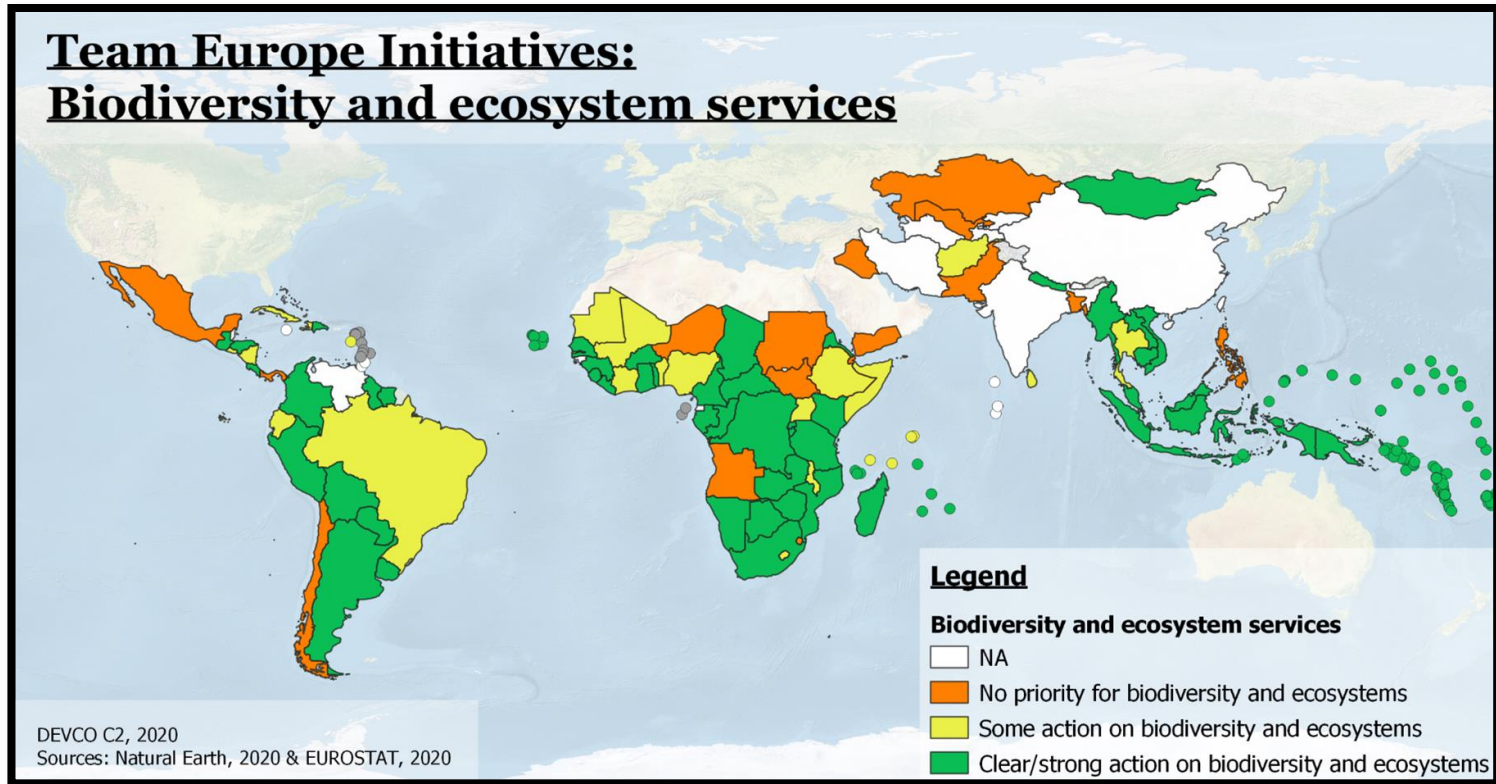 Team Europe Initiatives:
Biodiversity and ecosystem services
Legend
Biodiversity and ecosystem services
NA
No priority for biodiversity and ecosystems
Some action on biodiversity and ecosystems
Clear/strong action on biodiversity and ecosystems
DEVCO C2, 2020
Sources: Natural Earth, 2020 & EUROSTAT, 2020